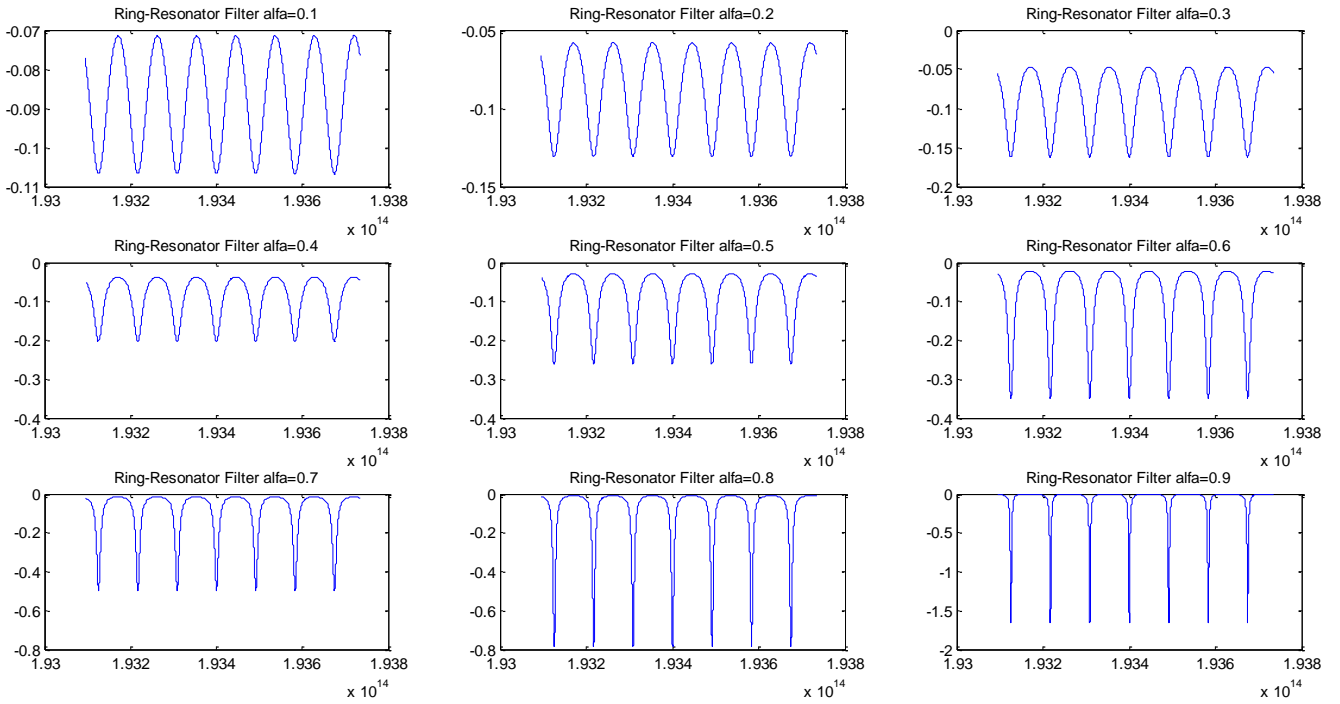 Ring-Resonator Filter alfa=0.1
-0.07
-0.08
-0.09
-0.1
-0.11
1.93 1.932 1.934 1.936 1.938
x 10^14
Ring-Resonator Filter alfa=0.2
-0.05
-0.1
-0.15
1.93 1.932 1.934 1.936 1.938
x 10^14
Ring-Resonator Filter alfa=0.3
0
-0.05
-0.1
-0.15
-0.2
1.93 1.932 1.934 1.936 1.938
x 10^14
Ring-Resonator Filter alfa=0.4
0
-0.1
-0.2
-0.3
-0.4
1.93 1.932 1.934 1.936 1.938
x 10^14
Ring-Resonator Filter alfa=0.5
0
-0.1
-0.2
-0.3
-0.4
1.93 1.932 1.934 1.936 1.938
x 10^14
Ring-Resonator Filter alfa=0.6
0
-0.1
-0.2
-0.3
-0.4
1.93 1.932 1.934 1.936 1.938
x 10^14
Ring-Resonator Filter alfa=0.7
0
-0.2
-0.4
-0.6
-0.8
1.93 1.932 1.934 1.936 1.938
x 10^14
Ring-Resonator Filter alfa=0.8
0
-0.2
-0.4
-0.6
-0.8
1.93 1.932 1.934 1.936 1.938
x 10^14
Ring-Resonator Filter alfa=0.9
0
-0.5
-1
-1.5
-2
1.93 1.932 1.934 1.936 1.938
x 10^14